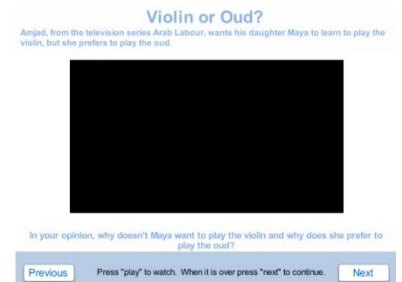 Violin or Oud?
Amjad, from the television series Arab Labour, wants his daughter Maya to learn to play the
violin, but she prefers to play the oud.
In your opinion, why doesn't Maya want to play the violin and why does she prefer to
play the oud?
Previous
Press "play" to watch. When it is over press "next" to continue.
Next